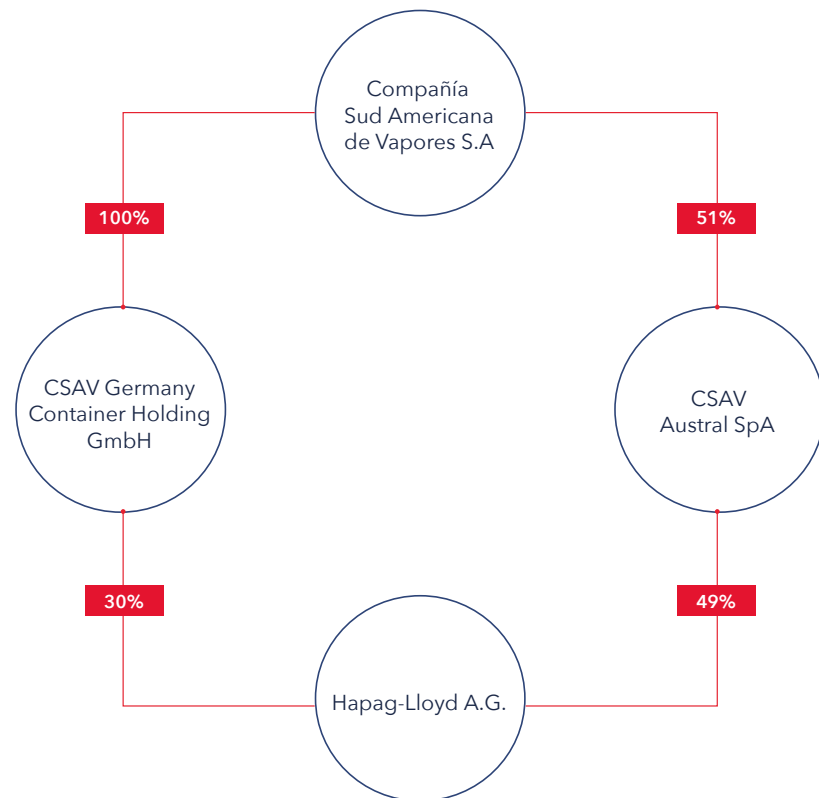 Compañía
Sud Americana
de Vapores S.A
100%
51%
CSAV Germany
Container Holding
GmbH
CSAV
Austral SpA
30%
49%
Hapag-Lloyd A.G.